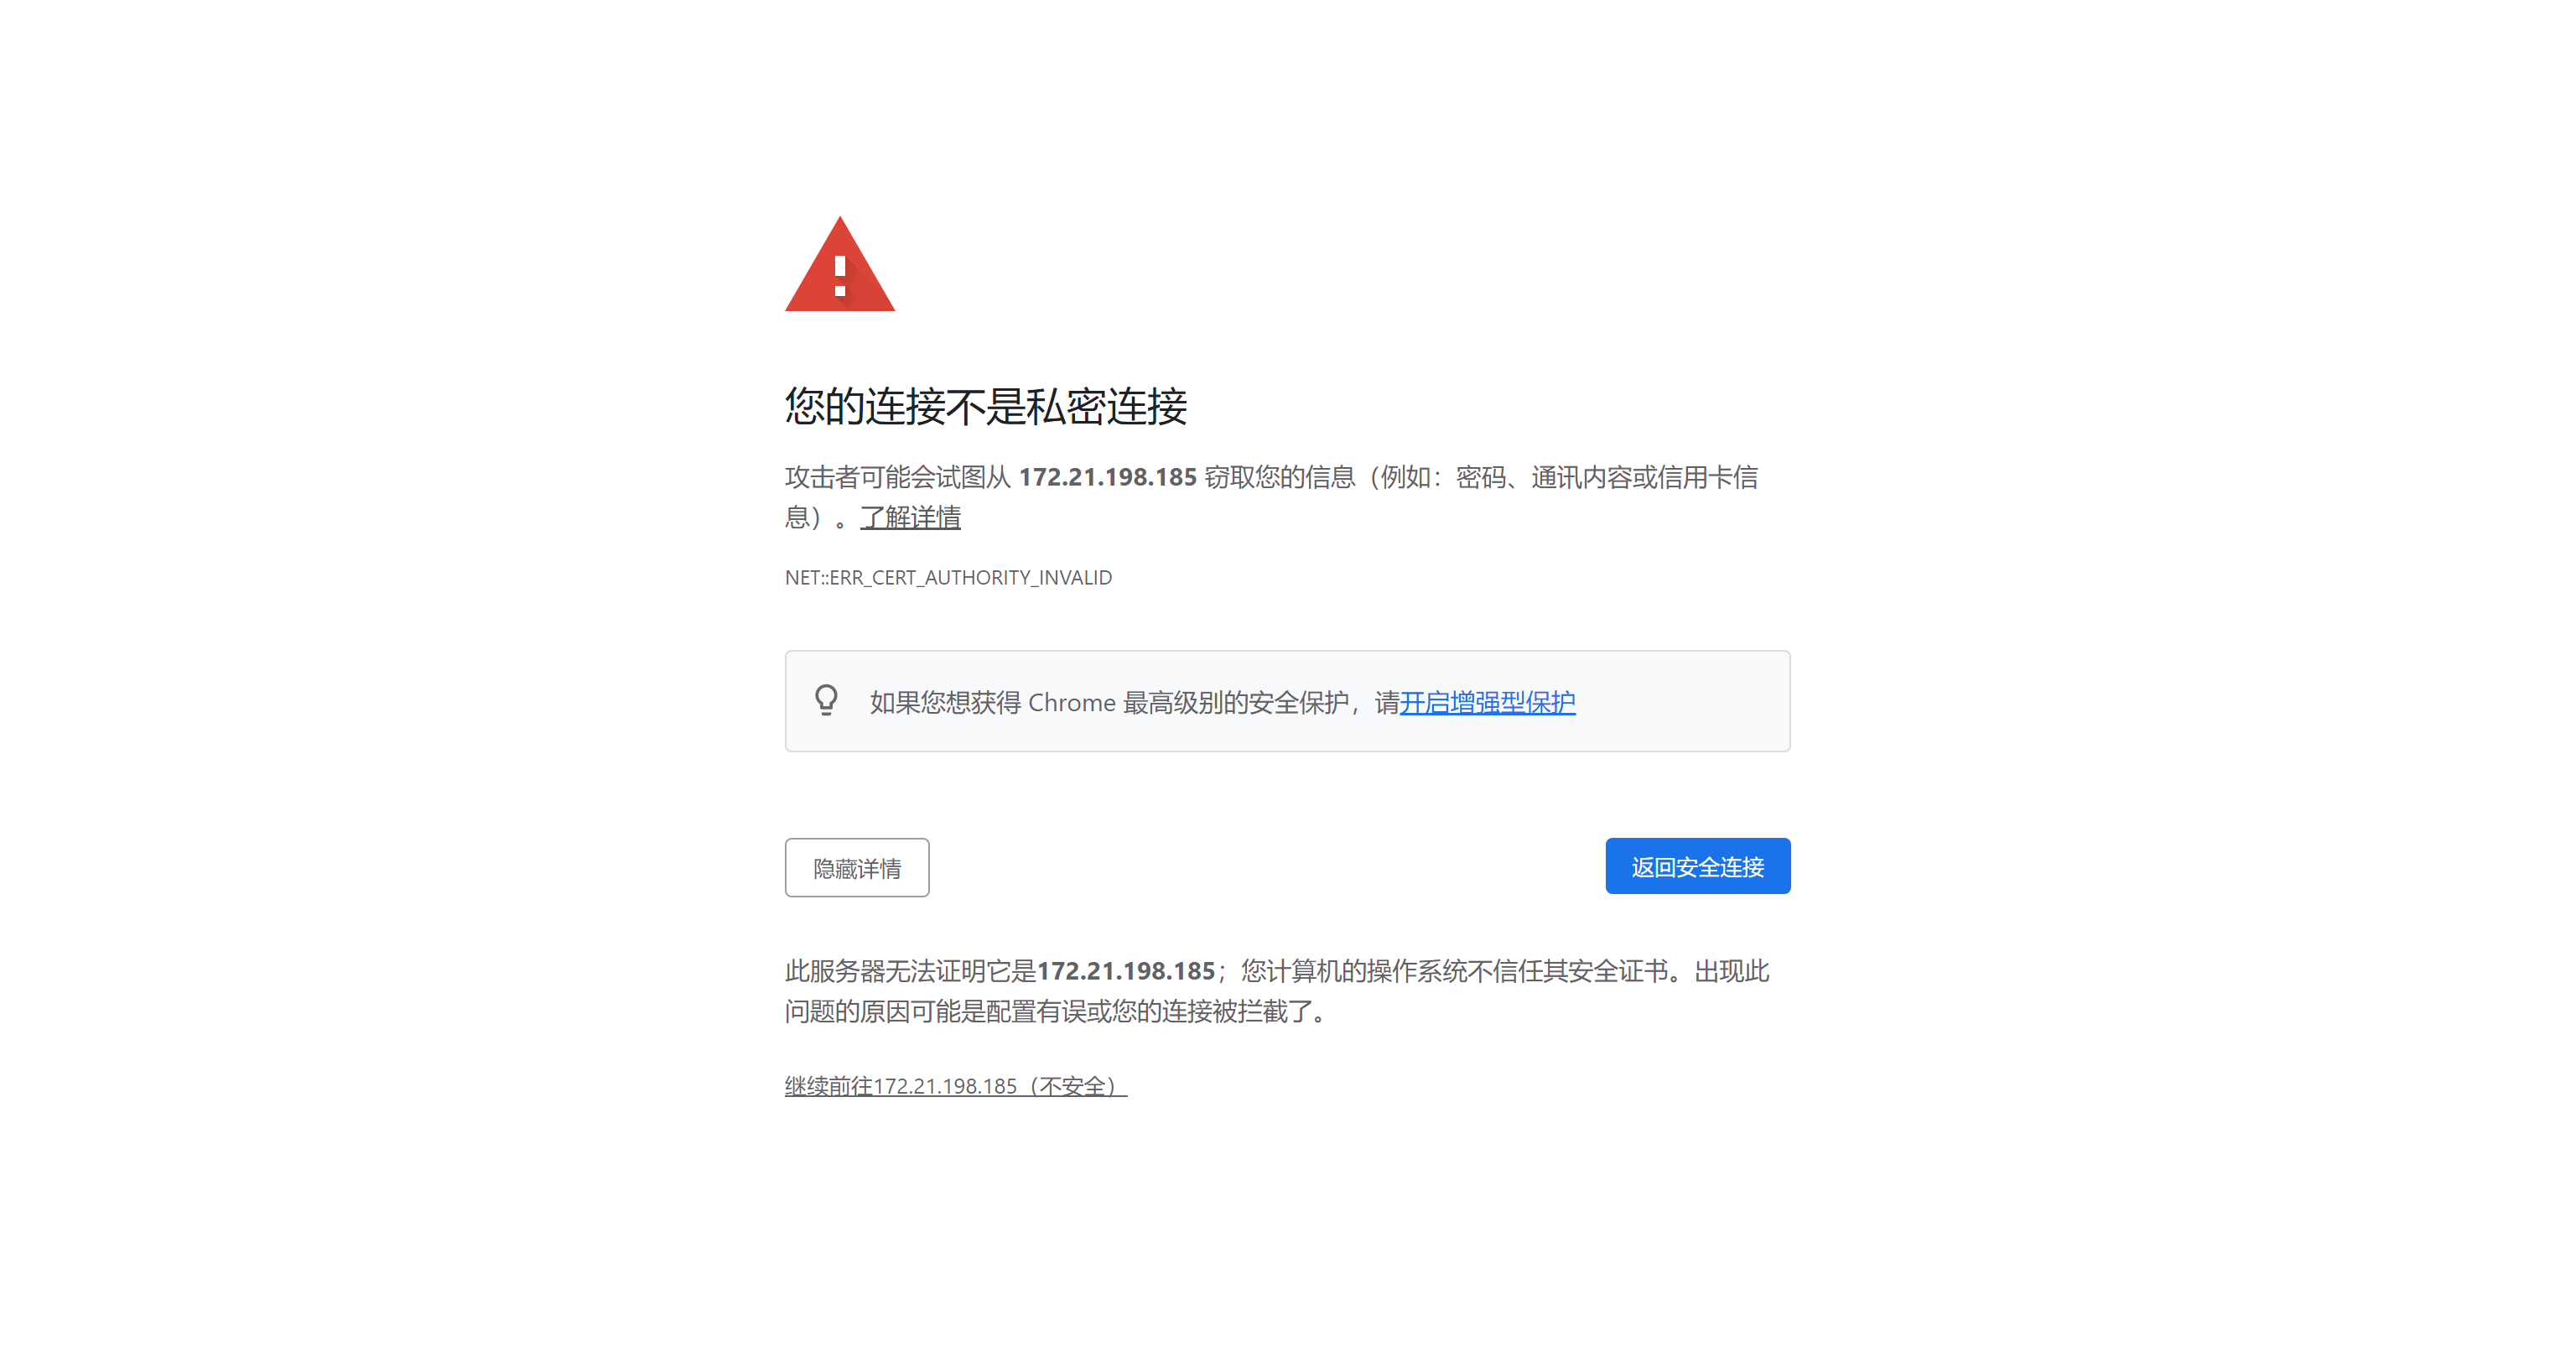 您的连接不是私密连接
攻击者可能会试图从 172.21.198.185 窃取您的信息（例如：密码、通讯内容或信用卡信
息）。了解详情
NET::ERR_CERT_AUTHORITY_INVALID
如果您想获得 Chrome 最高级别的安全保护，请开启增强型保护
隐藏详情
返回安全连接
此服务器无法证明它是172.21.198.185；您计算机的操作系统不信任其安全证书。出现此
问题的原因可能是配置有误或您的连接被拦截了。
继续前往172.21.198.185（不安全）